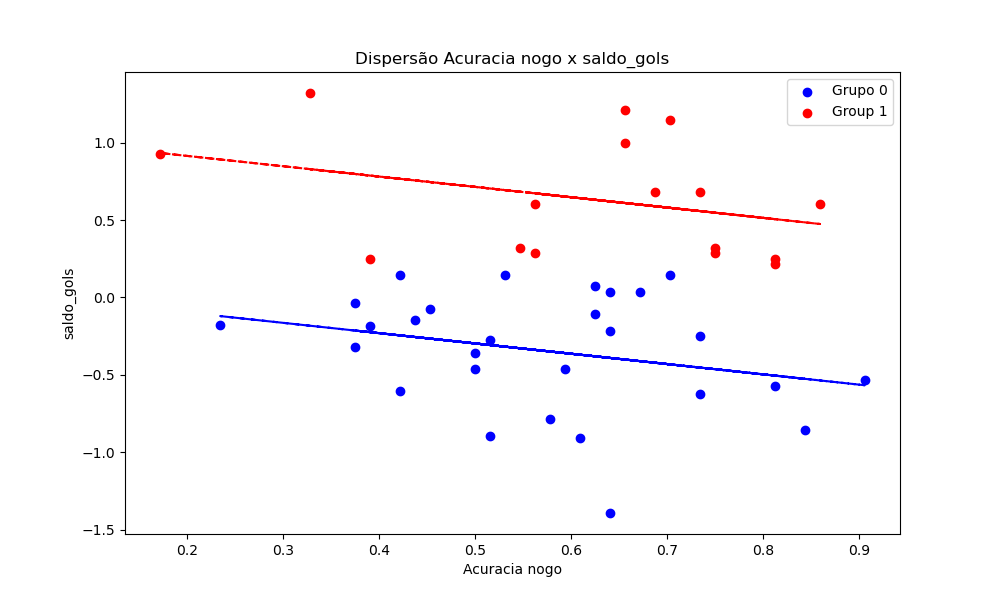 Dispersão Acuracia nogo x saldo_gols
Grupo 0
Group 1
saldo_gols
1.0
0.5
0.0
−0.5
−1.0
−1.5
0.2 0.3 0.4 0.5 0.6 0.7 0.8 0.9
Acuracia nogo